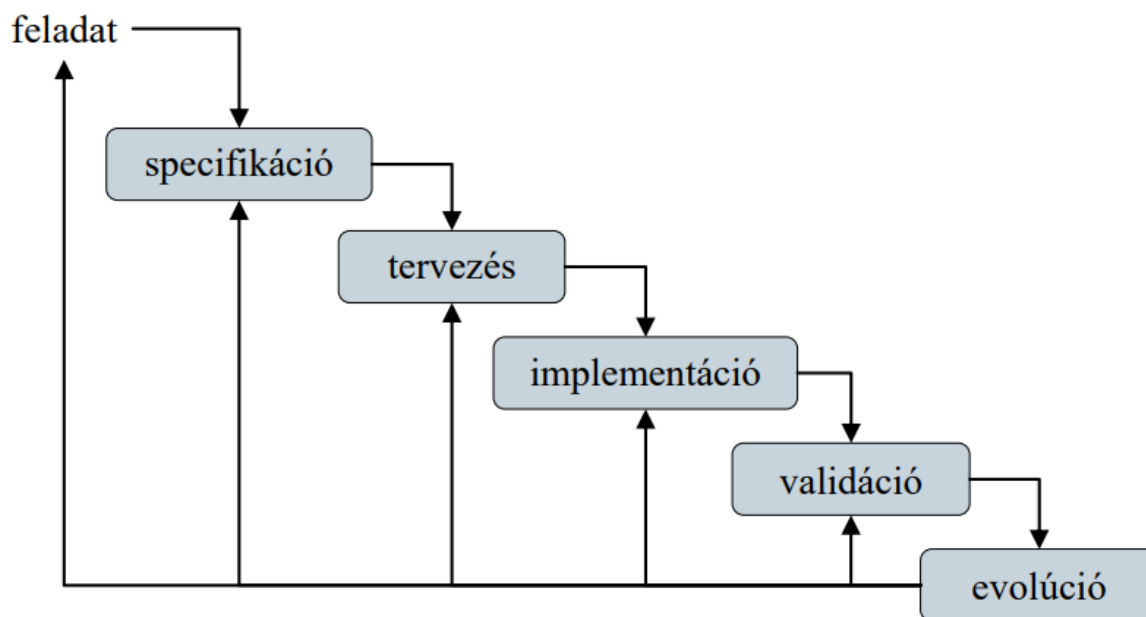 feladat
specifikáció
tervezés
implementáció
validáció
evolúció